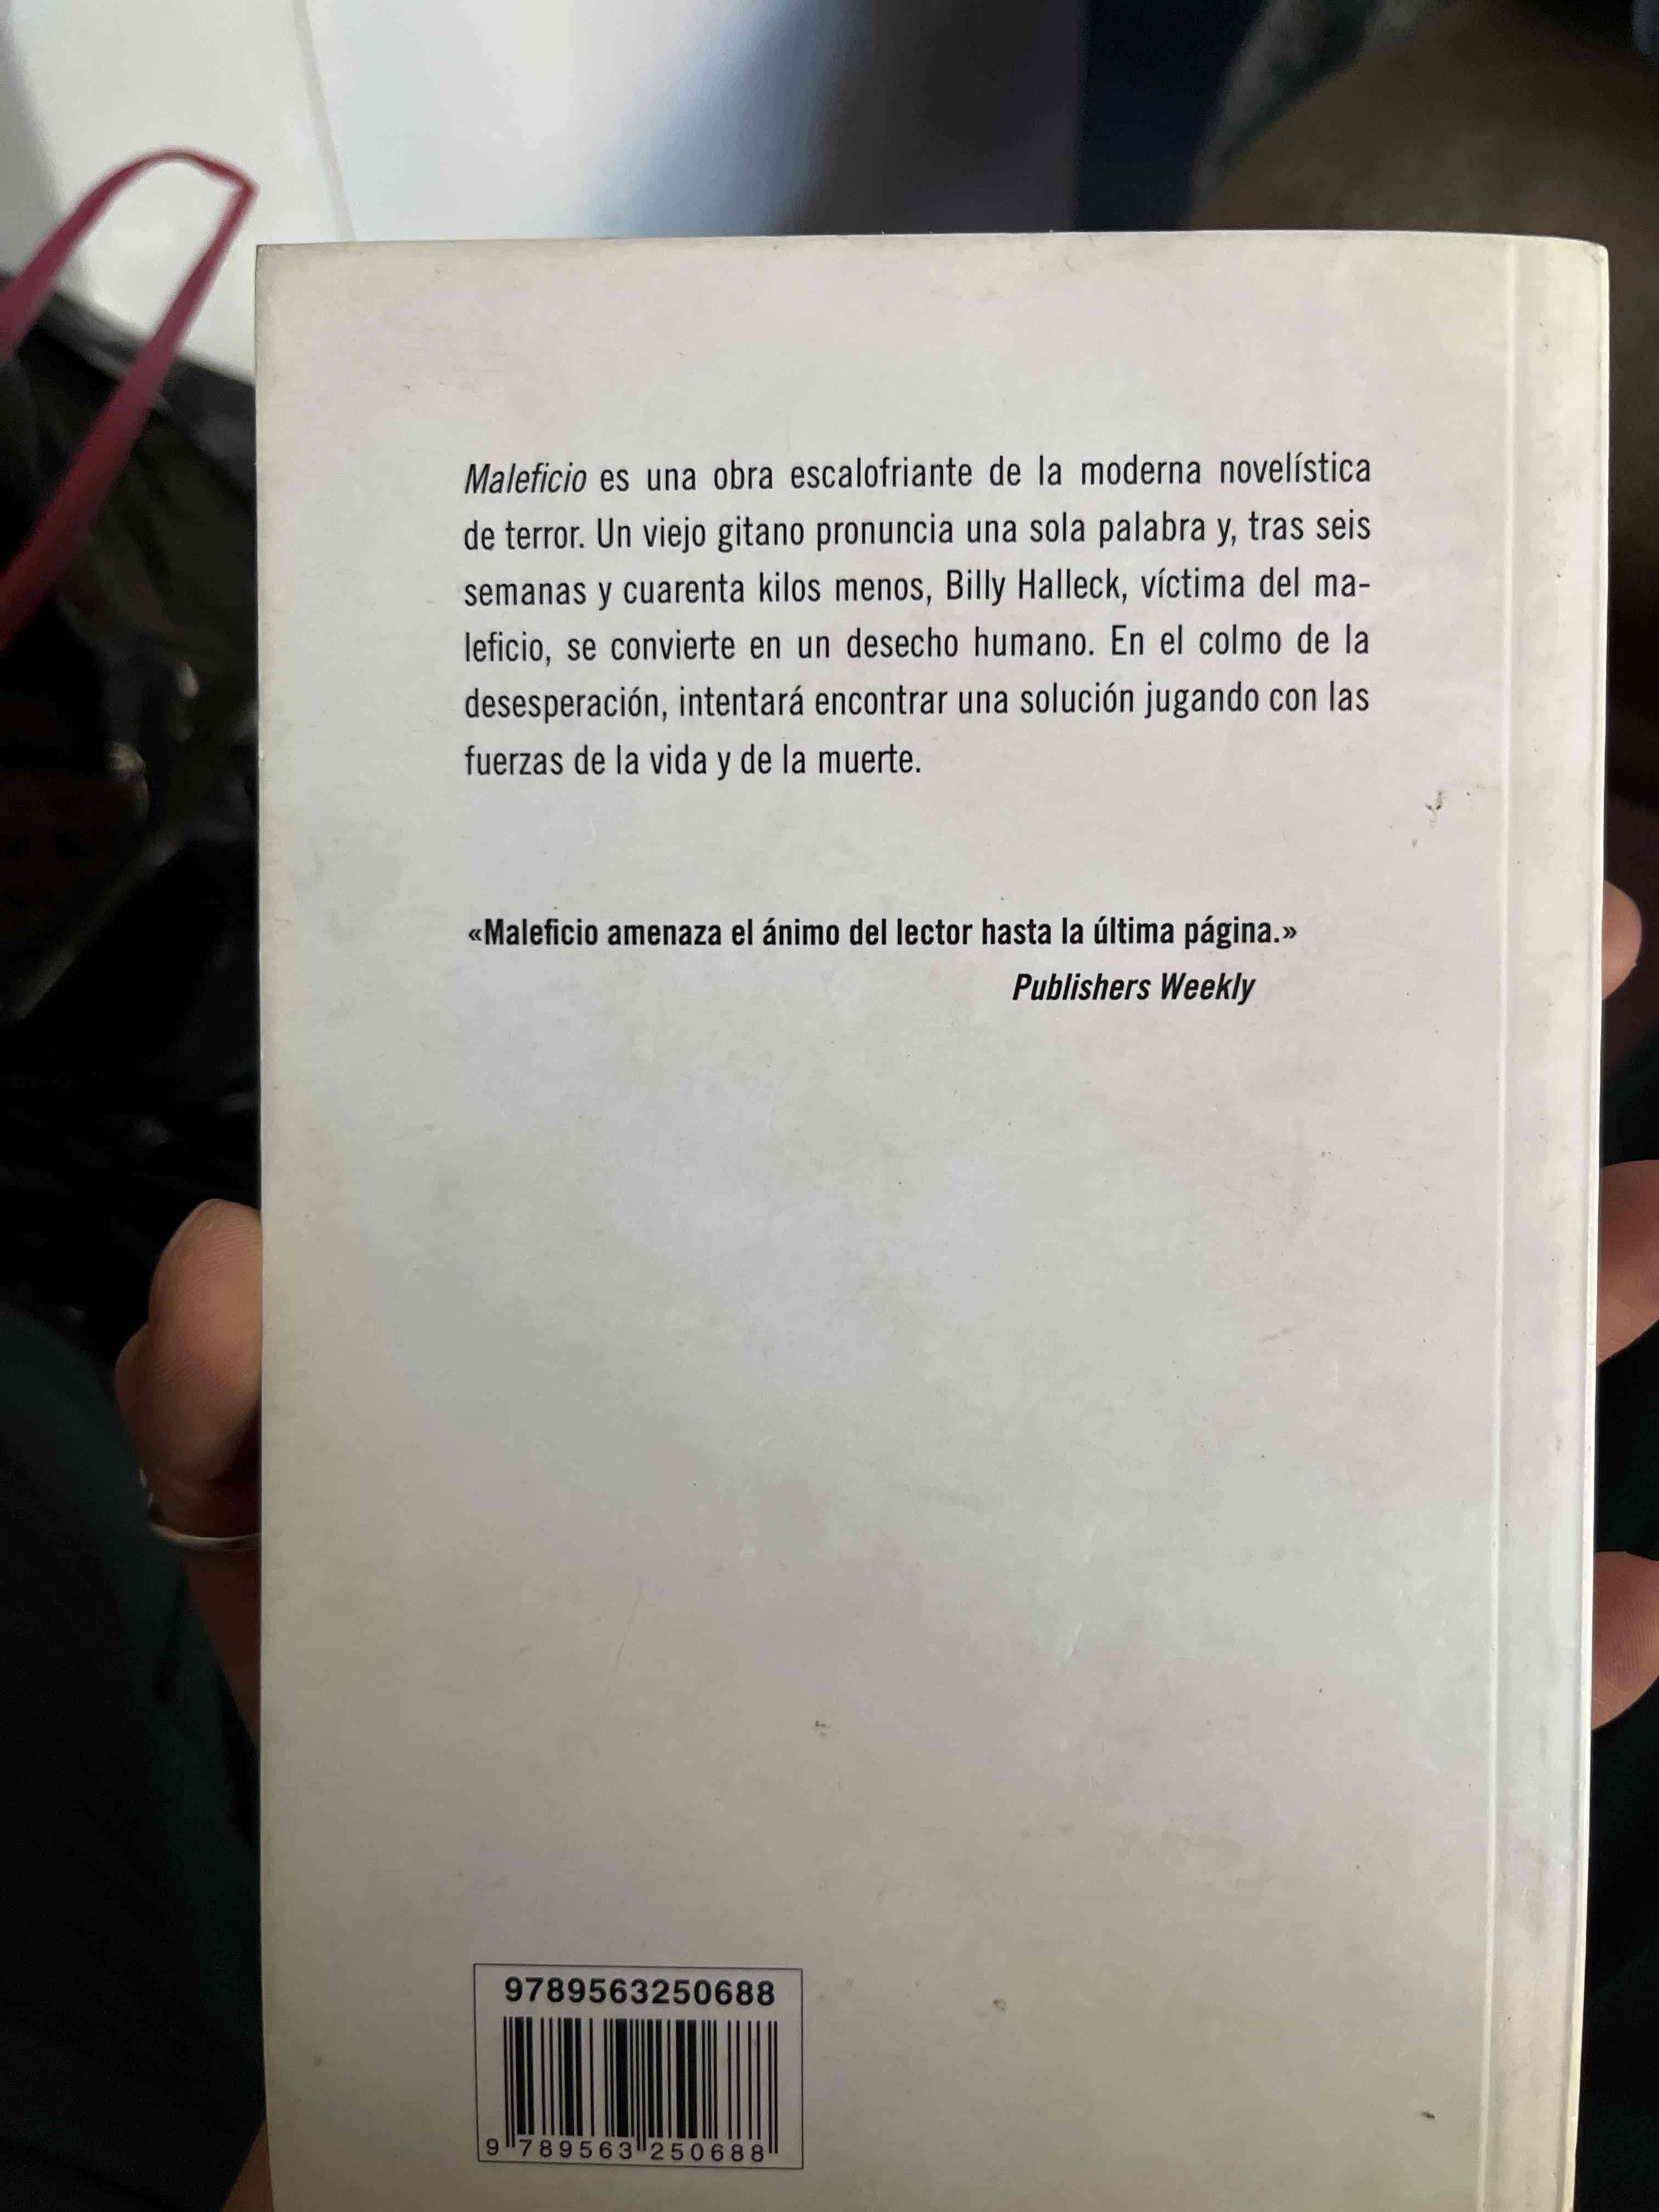 Maleficio es una obra escalofriante de la moderna novelística
de terror. Un viejo gitano pronuncia una sola palabra y, tras seis
semanas y cuarenta kilos menos, Billy Halleck, víctima del ma-
leficio, se convierte en un desecho humano. En el colmo de la
desesperación, intentará encontrar una solución jugando con las
fuerzas de la vida y de la muerte.
«Maleficio amenaza el ánimo del lector hasta la última página.»
Publishers Weekly
9789563250688
9 789563 250688